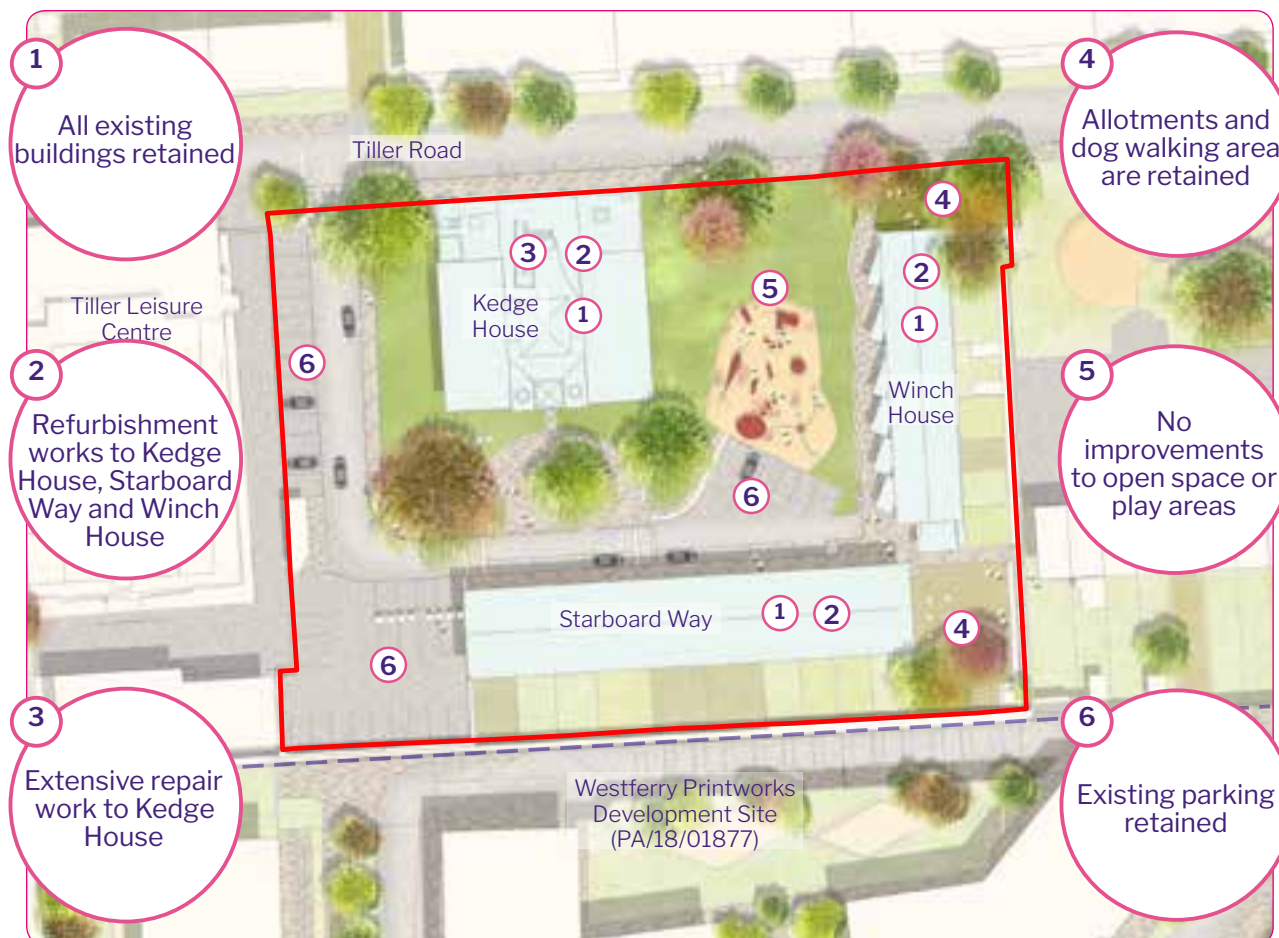 1
All existing
buildings retained
2
Refurbishment
works to Kedge
House, Starboard
Way and Winch
House
3
Extensive repair
work to Kedge
House
Tiller Road
Tiller Leisure
Centre
3
2
Kedge
House
1
5
4
2
1
Winch
House
6
6
Starboard Way
1
2
4
6
Westferry Printworks
Development Site
(PA/18/01877)
4
Allotments and
dog walking area
are retained
5
No
improvements
to open space or
play areas
6
Existing parking
retained